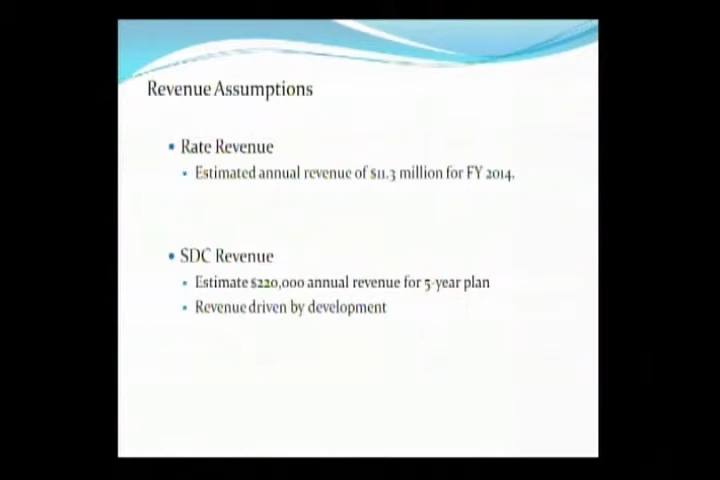 Revenue Assumptions
• Rate Revenue
• Estimated annual revenue of $11.3 million for FY 2014.
• SDC Revenue
• Estimate $220,000 annual revenue for 5-year plan
• Revenue driven by development